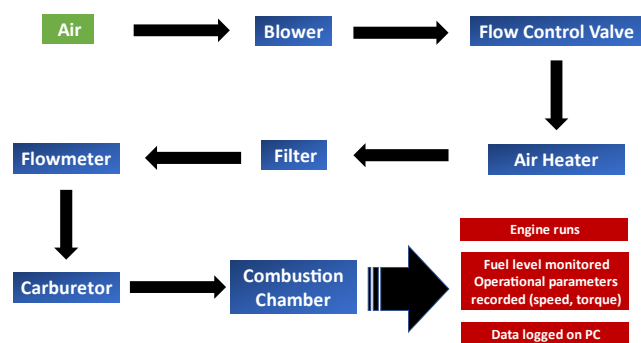 Air
Blower
Flow Control Valve
Flowmeter
Filter
Air Heater
Carburetor
Combustion
Chamber
Engine runs
Fuel level monitored
Operational parameters
recorded (speed, torque)
Data logged on PC